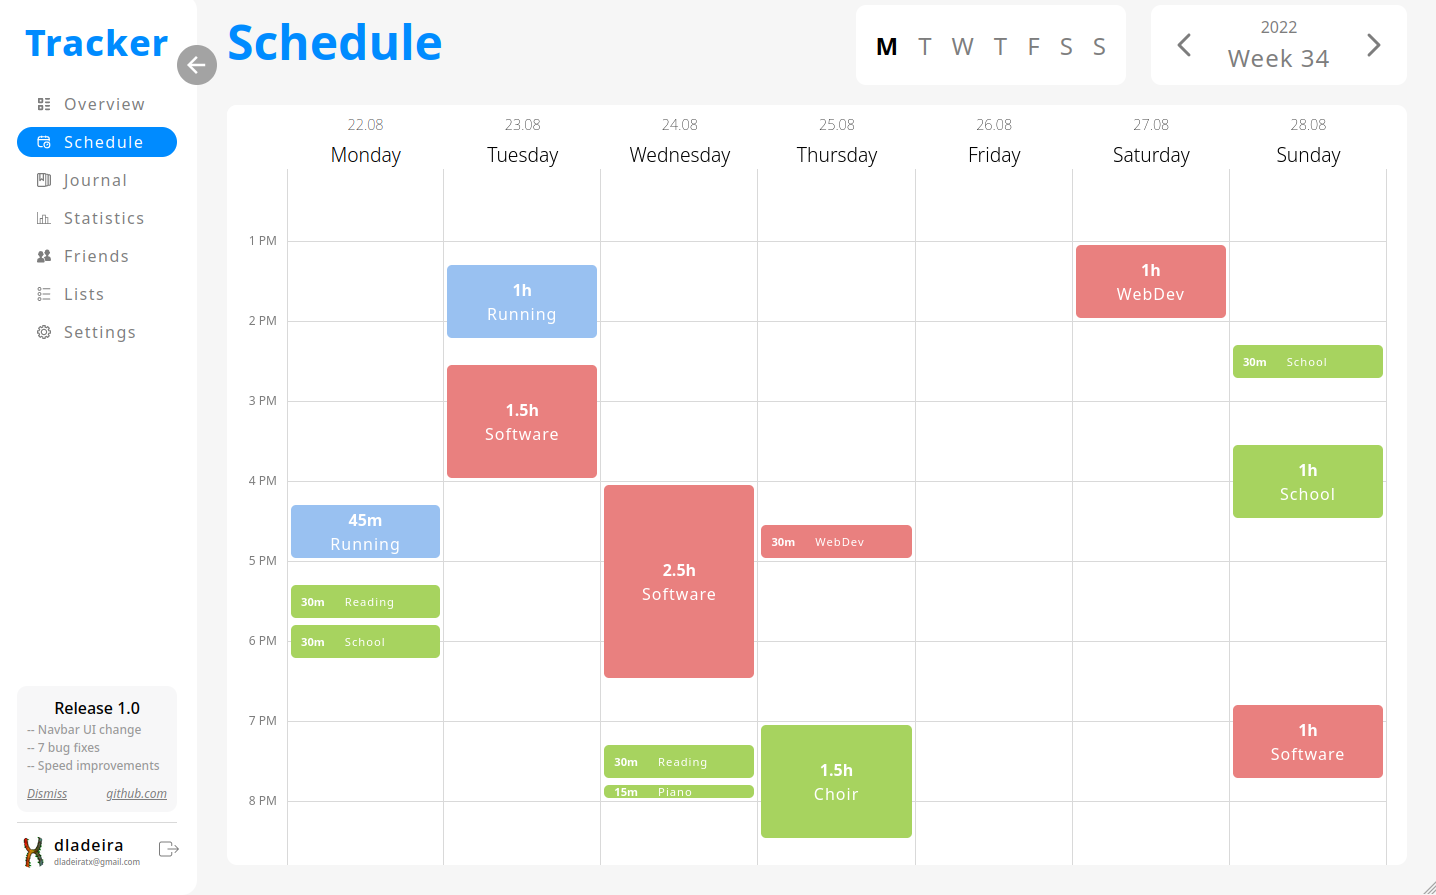 Tracker
Overview
Schedule
Journal
Statistics
Friends
Lists
Settings
Release 1.0
-- Navbar UI change
-- 7 bug fixes
-- Speed improvements
Dismiss github.com
dladeira
dladeiratx@gmail.com
Schedule
M T W T F S S
2022
Week 34
22.08 23.08 24.08 25.08 26.08 27.08 28.08
Monday Tuesday Wednesday Thursday Friday Saturday Sunday
1 PM
2 PM
3 PM
4 PM
5 PM
6 PM
7 PM
8 PM
45m
Running
30m Reading
30m School
1h
Running
1.5h
Software
2.5h
Software
30m Reading
15m Piano
30m WebDev
1.5h
Choir
1h
WebDev
30m School
1h
School
1h
Software